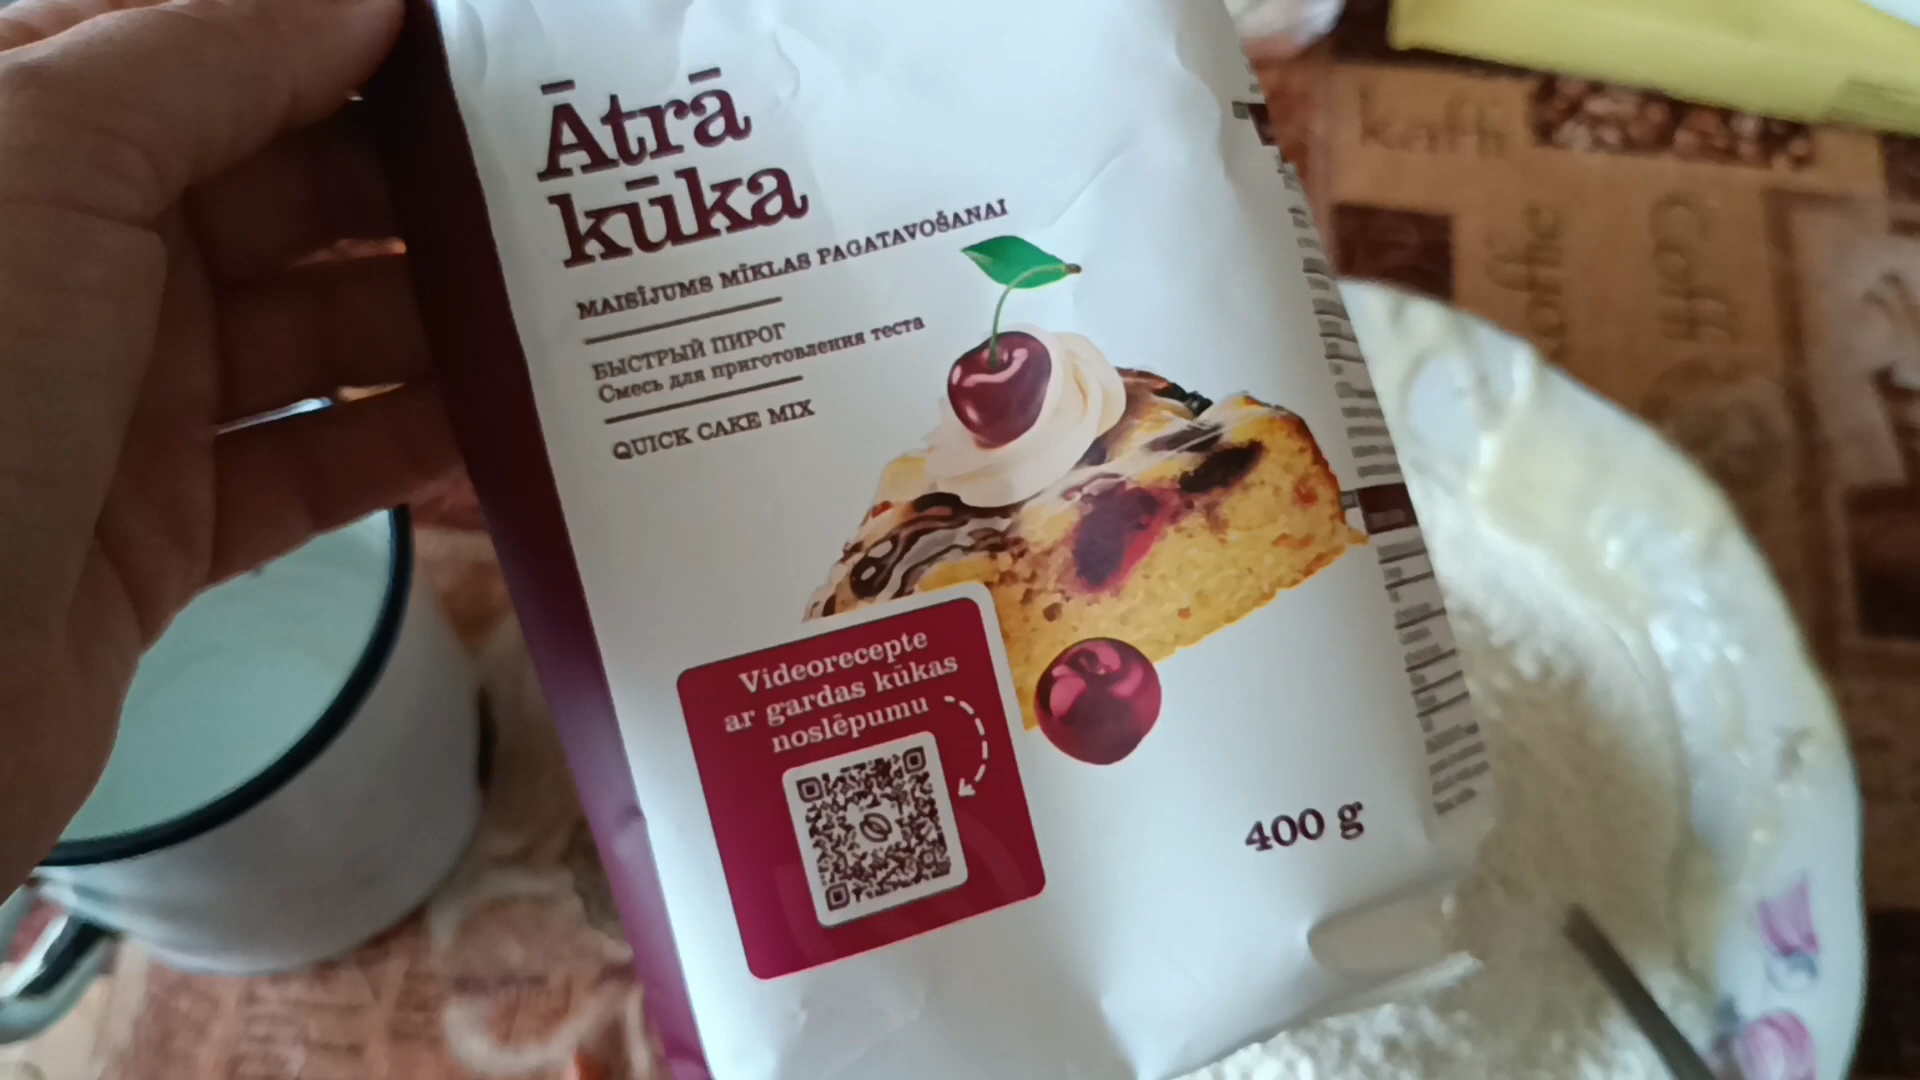 Ātrā
kūka
MAISĪJUMS MĪKLAS PAGATAVOŠANAI
БЫСТРЫЙ ПИРОГ
Смесь для приготовления теста
QUICK CAKE MIX
Videorecepte
ar gardas kūkas
noslēpumu
400 g
kaffi